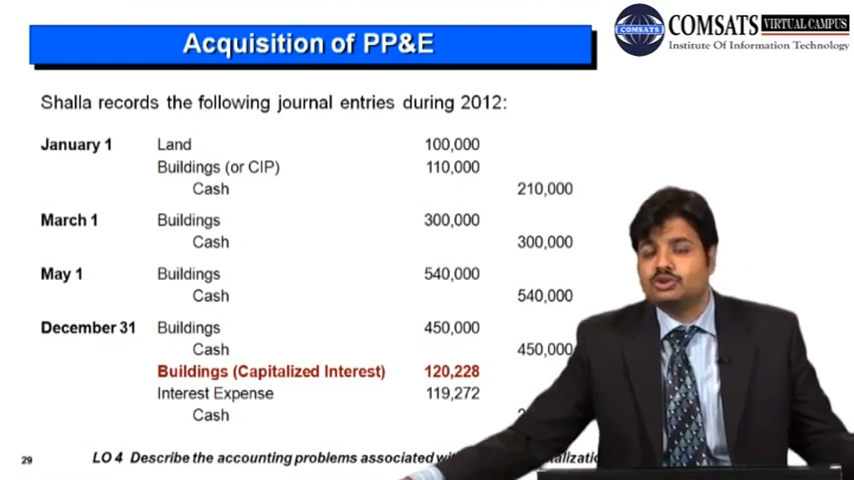 Acquisition of PP&E
COMSATS
COMSATS VIRTUAL CAMPUS
Institute Of Information Technology
Shalla records the following journal entries during 2012:
January 1 Land 100,000
Buildings (or CIP) 110,000
Cash 210,000
March 1 Buildings 300,000
Cash 300,000
May 1 Buildings 540,000
Cash 540,000
December 31 Buildings 450,000
Cash 450,000
Buildings (Capitalized Interest) 120,228
Interest Expense 119,272
Cash
29 LO 4 Describe the accounting problems associated